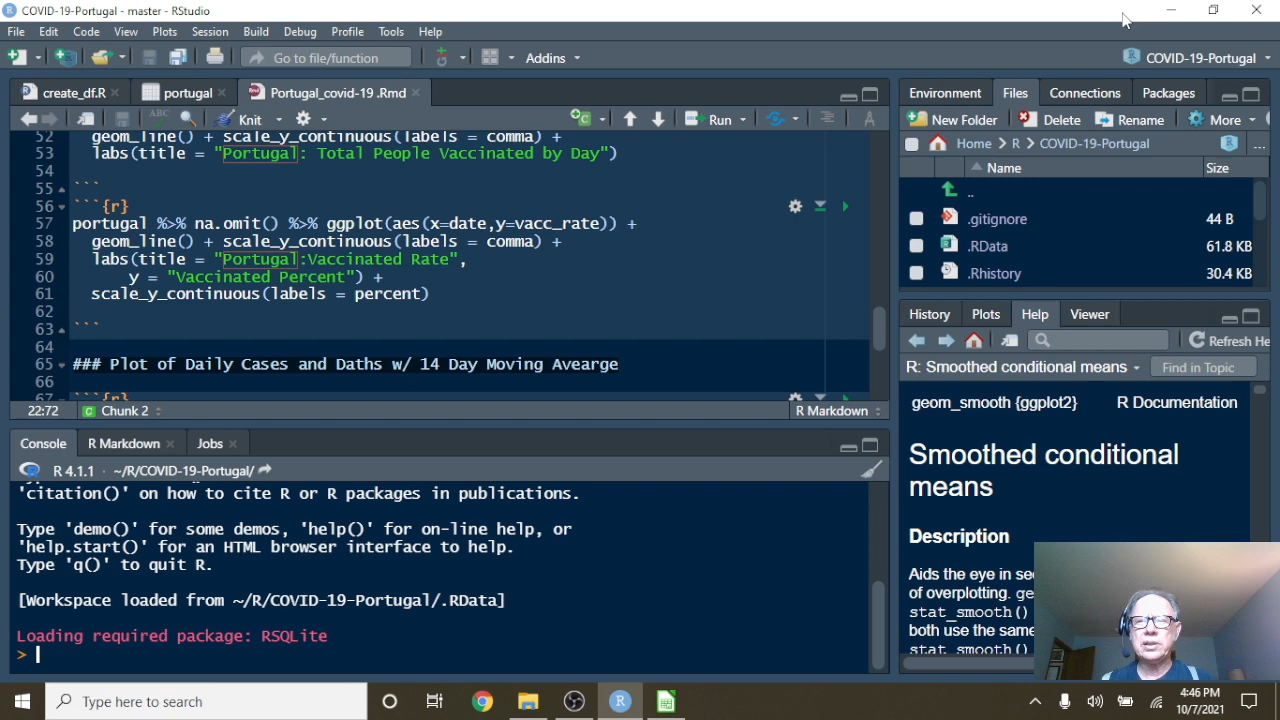 COVID-19-Portugal - master - RStudio
File Edit Code View Plots Session Build Debug Profile Tools Help
Go to file/function Addins COVID-19-Portugal
create_df.R portugal Portugal_covid-19 .Rmd
Knit Run
52 geom_line() + scale_y_continuous(labels = comma) +
53 labs(title = "Portugal: Total People Vaccinated by Day")
54
55 ```
56 ```{r}
57 portugal %>% na.omit() %>% ggplot(aes(x=date,y=vacc_rate)) +
58 geom_line() + scale_y_continuous(labels = comma) +
59 labs(title = "Portugal:Vaccinated Rate",
60 y = "Vaccinated Percent") +
61 scale_y_continuous(labels = percent)
62
63 ```
64
65 ### Plot of Daily Cases and Daths w/ 14 Day Moving Avearge
66
67 ```{r}
22:72 Chunk 2 R Markdown
Console R Markdown Jobs
R 4.1.1 · ~/R/COVID-19-Portugal/
'citation()' on how to cite R or R packages in publications.
Type 'demo()' for some demos, 'help()' for on-line help, or
'help.start()' for an HTML browser interface to help.
Type 'q()' to quit R.
[Workspace loaded from ~/R/COVID-19-Portugal/.RData]
Loading required package: RSQLite
>
Environment Files Connections Packages
New Folder Delete Rename More
Home R COVID-19-Portugal ...
Name Size
..
.gitignore 44 B
.RData 61.8 KB
.Rhistory 30.4 KB
History Plots Help Viewer
Refresh He
R: Smoothed conditional means Find in Topic
geom_smooth {ggplot2} R Documentation
Smoothed conditional
means
Description
Aids the eye in see
of overplotting. ge
stat_smooth()
both use the same
stat_smooth()
Type here to search
4:46 PM
10/7/2021